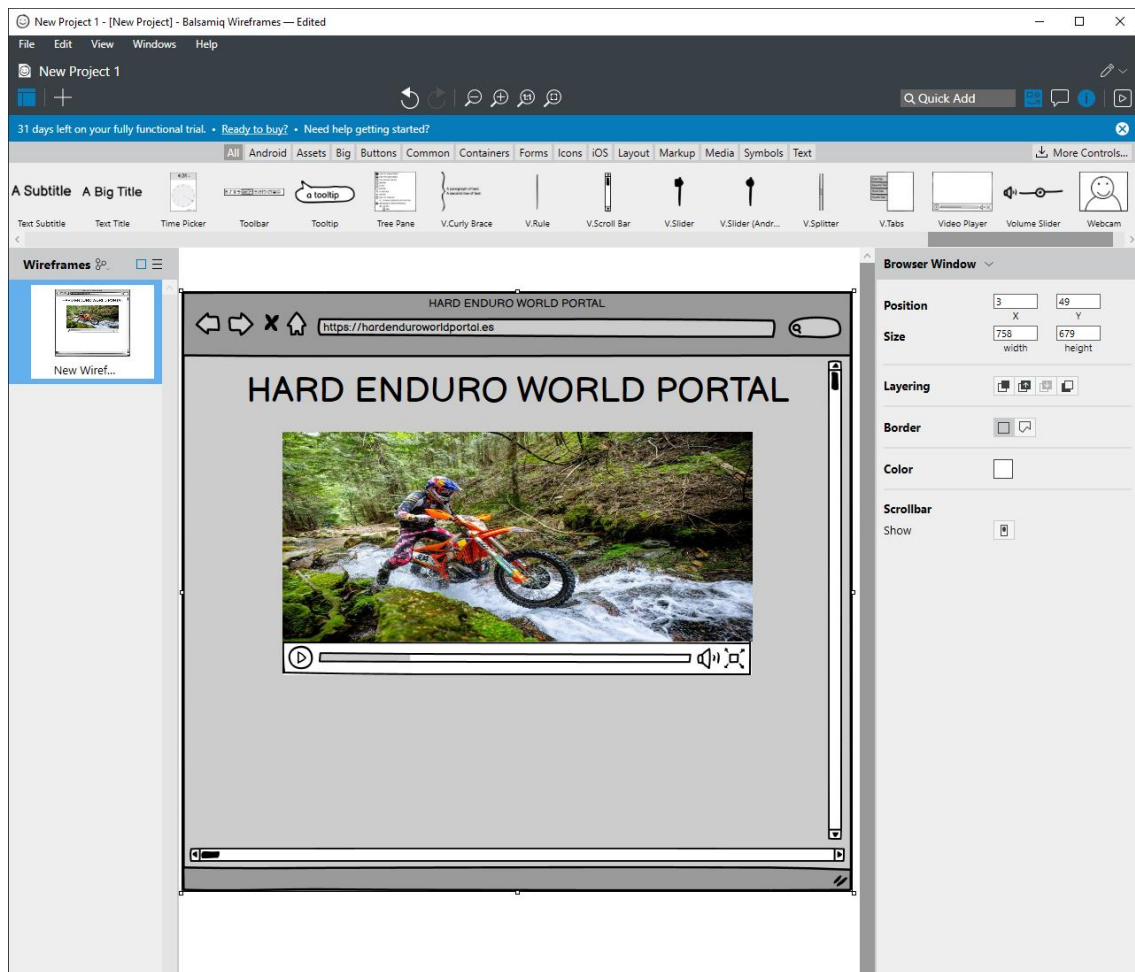 New Project 1 - [New Project] - Balsamiq Wireframes — Edited
File Edit View Windows Help
New Project 1
Quick Add
31 days left on your fully functional trial. • Ready to buy? • Need help getting started?
All Android Assets Big Buttons Common Containers Forms Icons iOS Layout Markup Media Symbols Text
More Controls...
A Subtitle A Big Title a tooltip
Text Subtitle Text Title Time Picker Toolbar Tooltip Tree Pane V.Curly Brace V.Rule V.Scroll Bar V.Slider V.Slider (Andr... V.Splitter V.Tabs Video Player Volume Slider Webcam
Wireframes
New Wiref...
HARD ENDURO WORLD PORTAL
https://hardenduroworldportal.es
HARD ENDURO WORLD PORTAL
Browser Window
Position 3 49
X Y
Size 758 679
width height
Layering
Border
Color
Scrollbar
Show